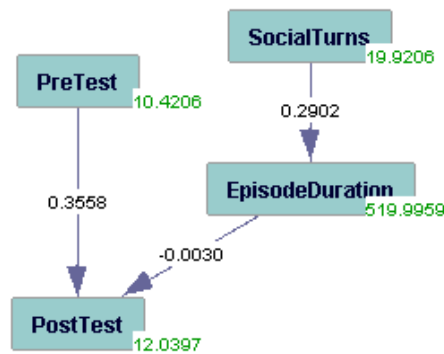 SocialTurns
19.9206
PreTest
10.4206
0.2902
EpisodeDuration
519.9959
0.3558
-0.0030
PostTest
12.0397